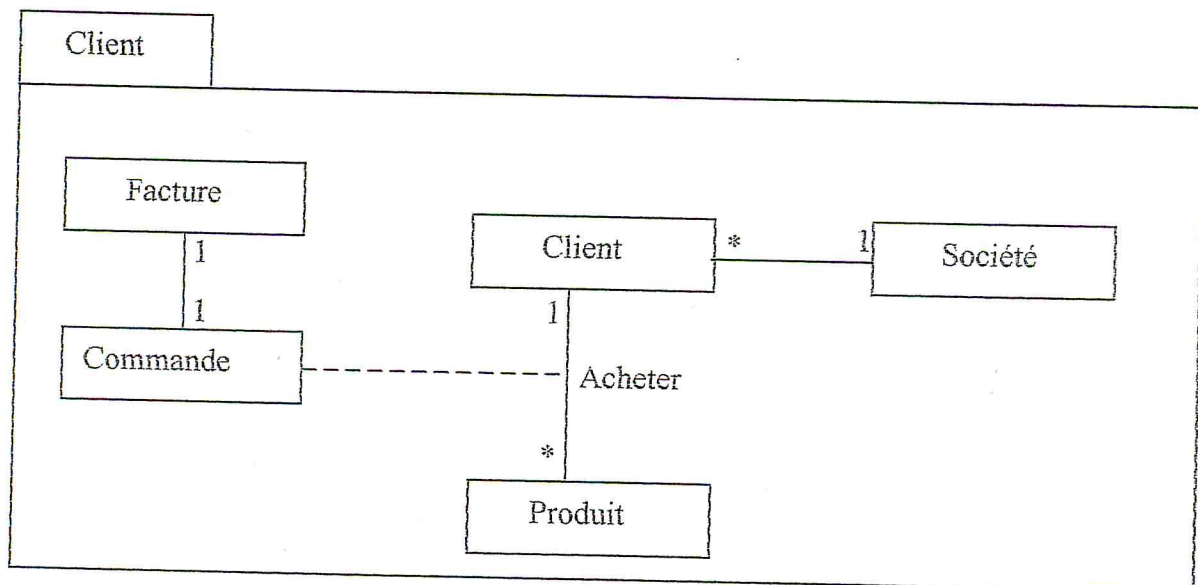 Client
Facture
1
1
Commande
Client
* 1
Société
1
Acheter
*
Produit